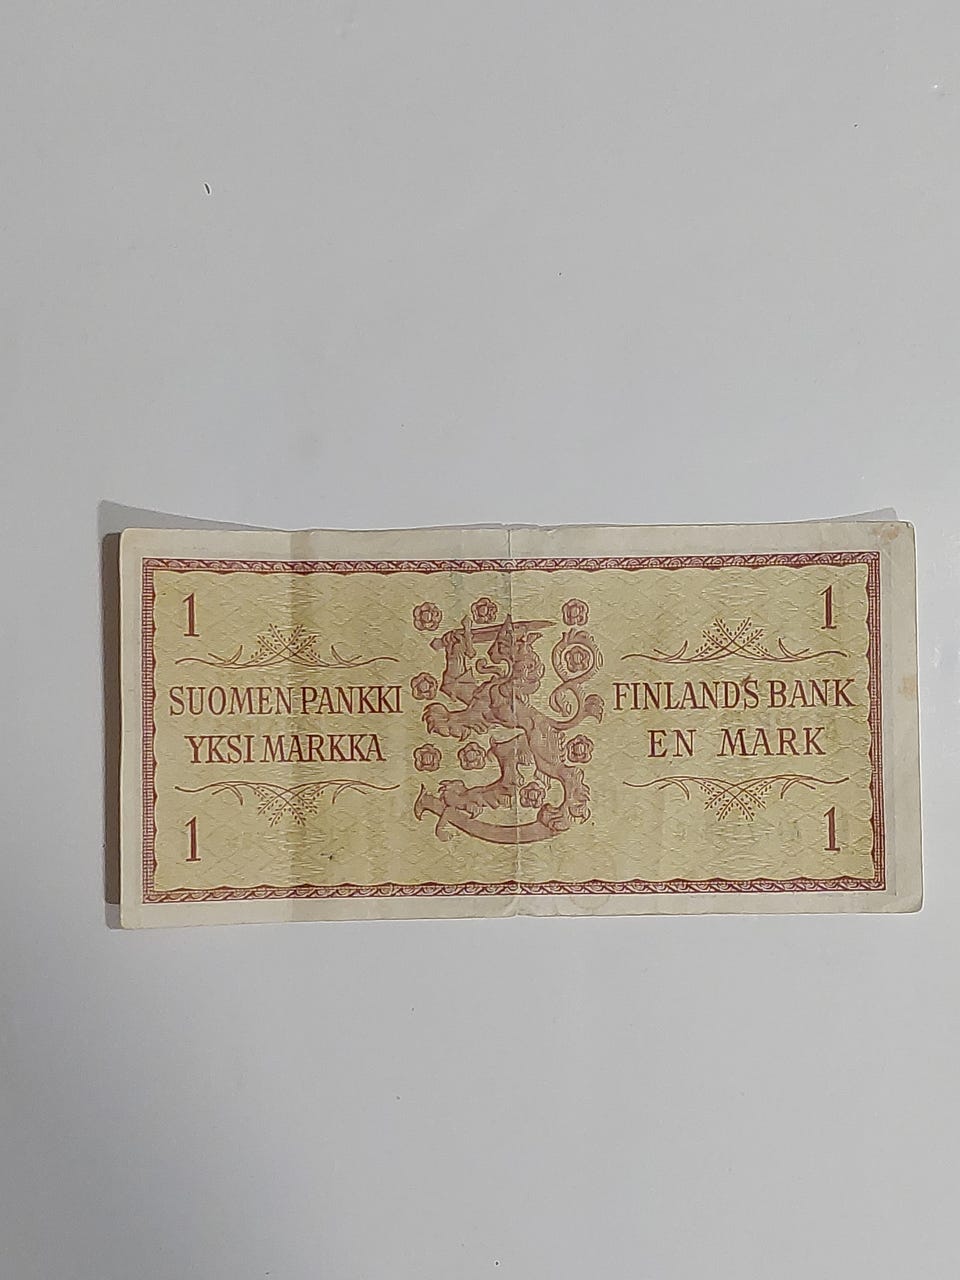 1
1
SUOMEN PANKKI
YKSI MARKKA
FINLANDS BANK
EN MARK
1
1